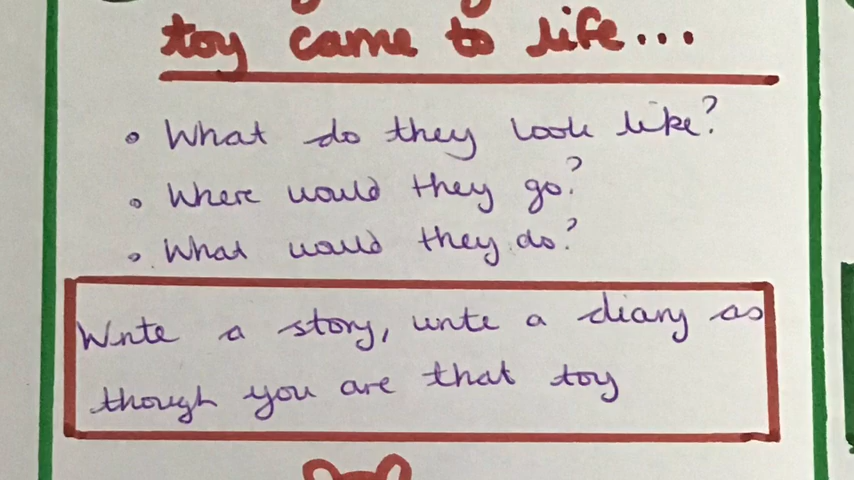 toy came to life...
• What do they look like?
• Where would they go?
• What would they do?
Write a story, write a diary as
though you are that toy